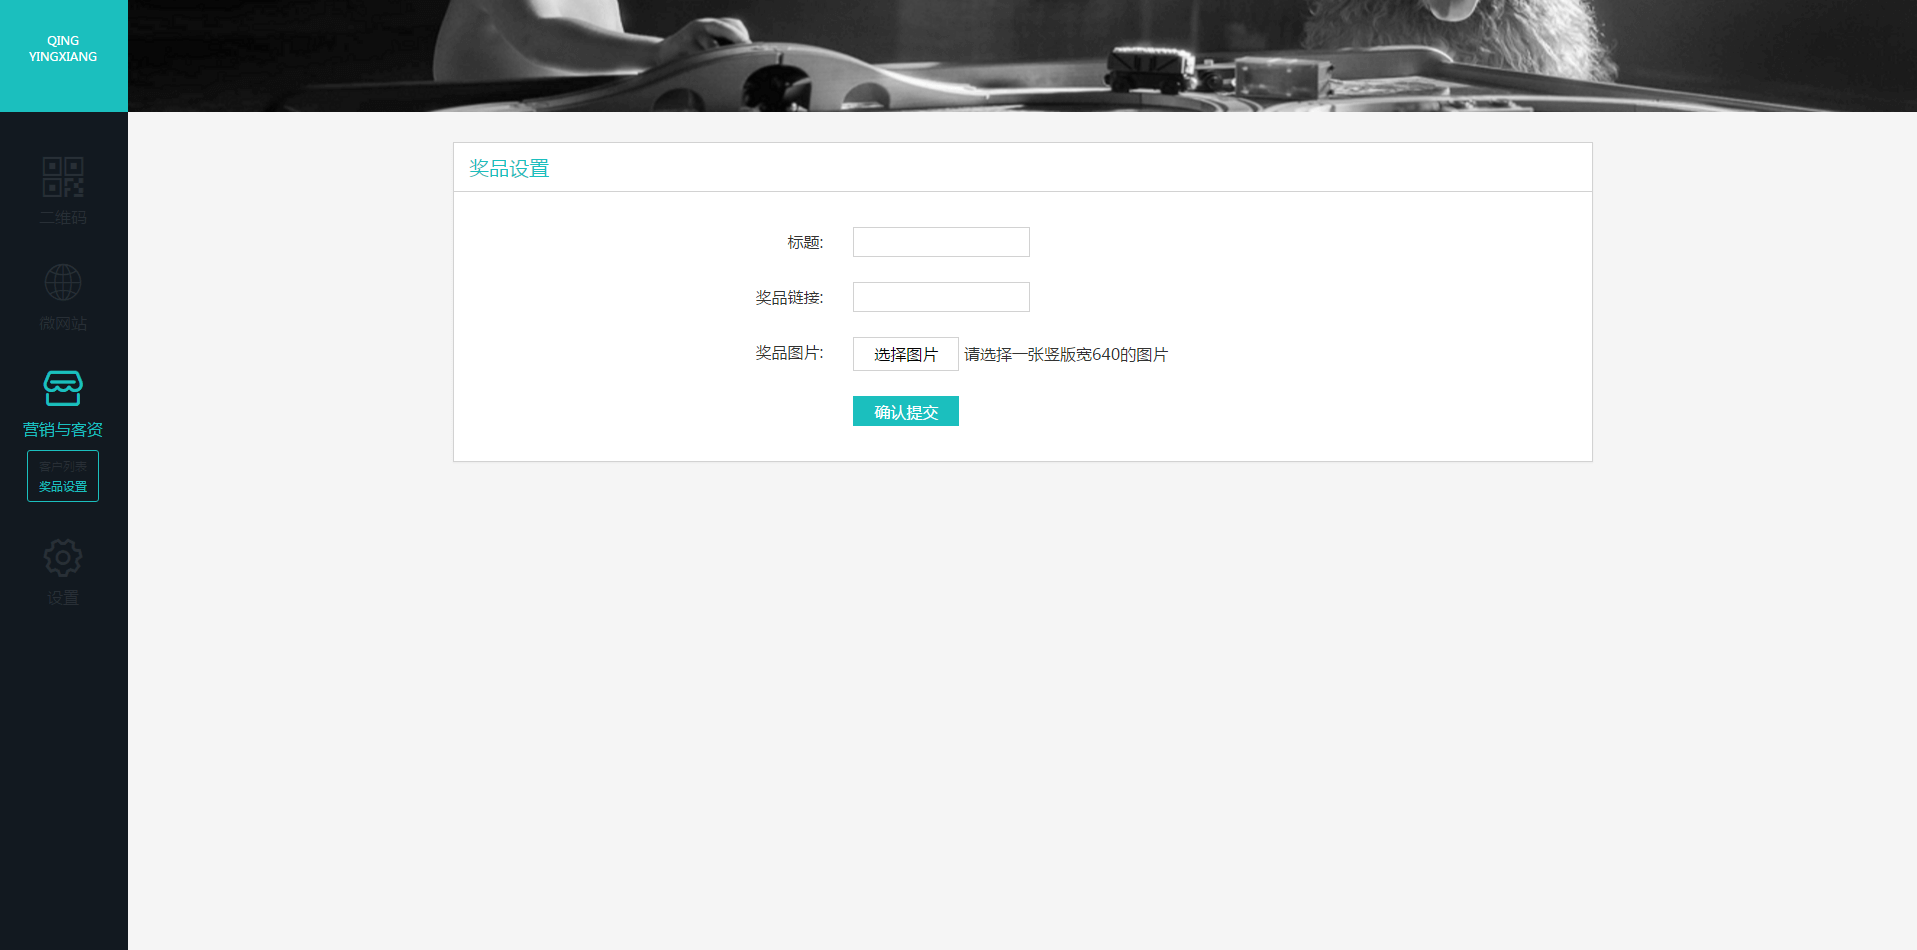 QING
YINGXIANG
二维码
微网站
营销与客资
客户列表
奖品设置
设置
奖品设置
标题:
奖品链接:
奖品图片:
选择图片 请选择一张竖版宽640的图片
确认提交